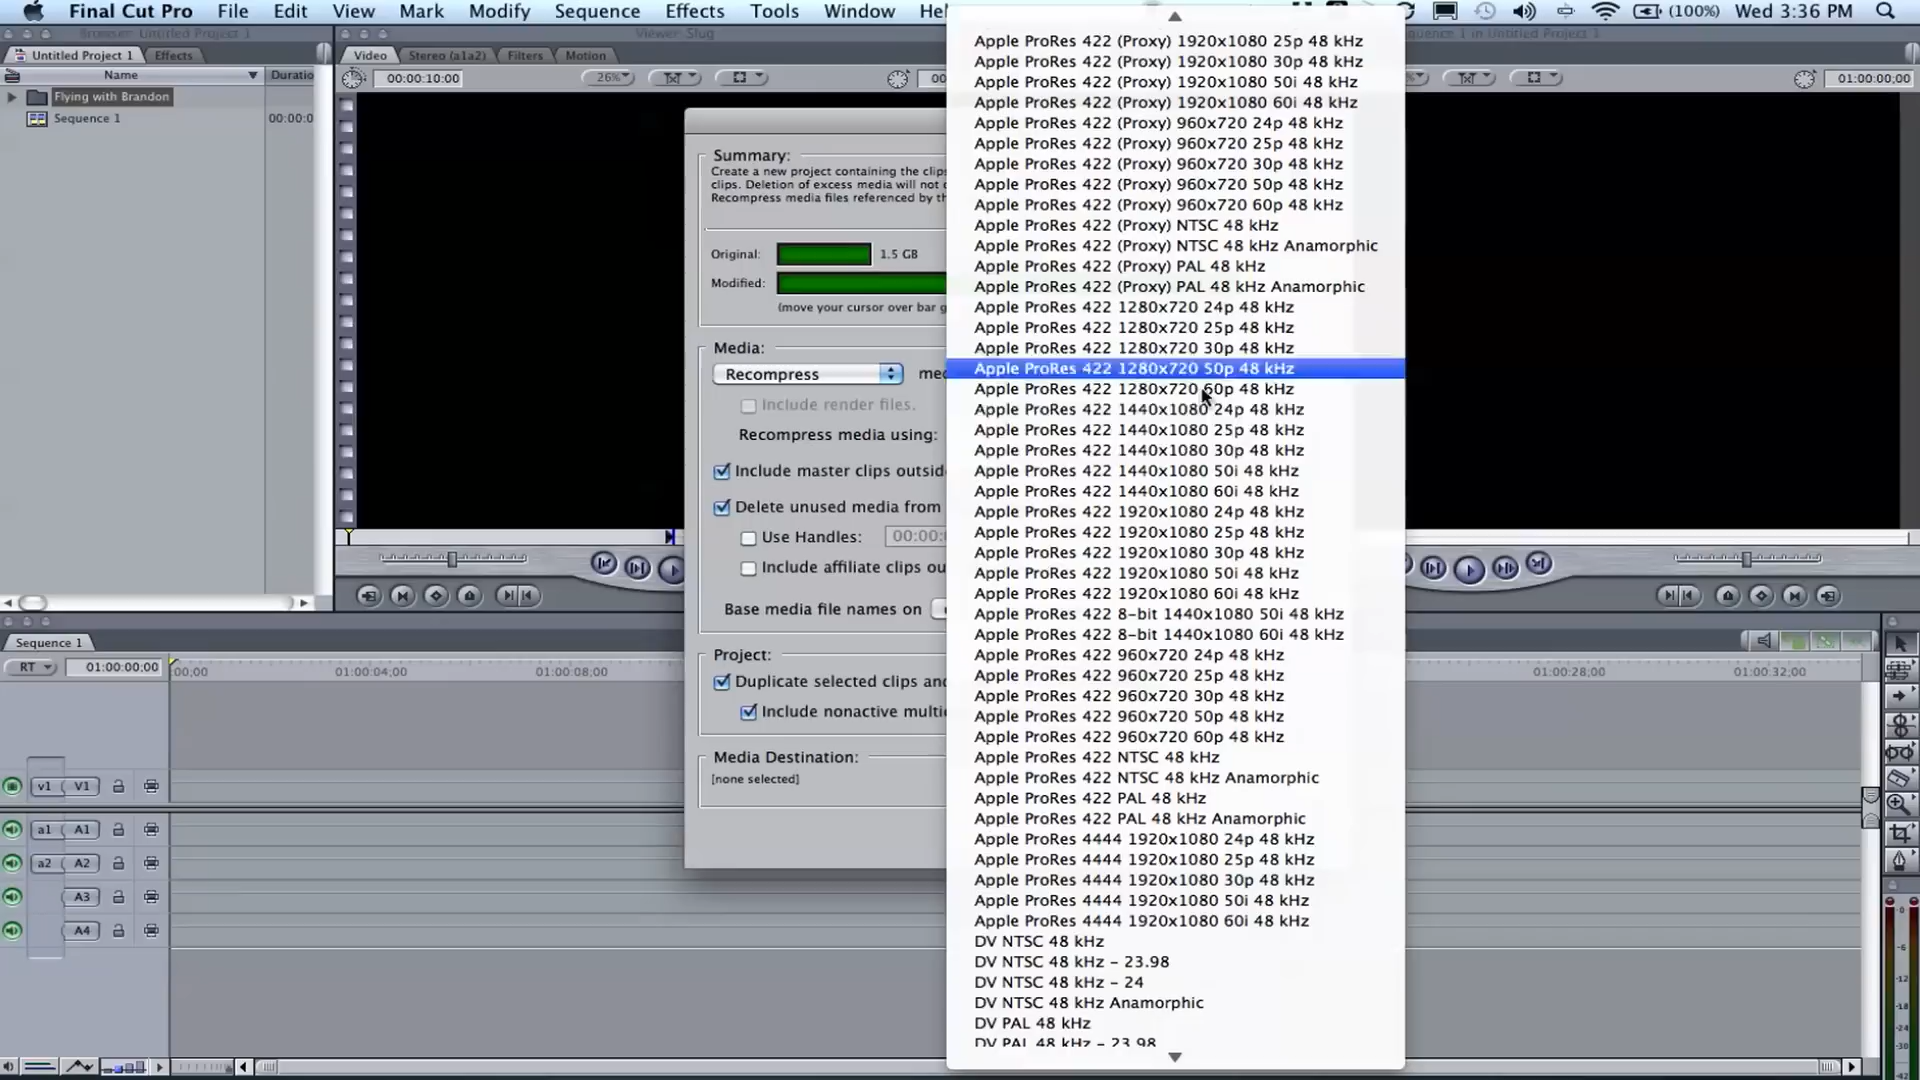 Final Cut Pro File Edit View Mark Modify Sequence Effects Tools Window Hel (100%) Wed 3:36 PM
Browser: Untitled Project 1
Viewer: Slug
quence 1 in Untitled Project 1
Untitled Project 1 Effects
Video Stereo (a1a2) Filters Motion
Name Duratio
00:00:10:00 26% 00 01:00:00;00
Flying with Brandon
Sequence 1 00:00:0
Summary:
Create a new project containing the clips
clips. Deletion of excess media will not
Recompress media files referenced by th
Original: 1.5 GB
Modified:
(move your cursor over bar g
Media:
Recompress med
Include render files.
Recompress media using:
Include master clips outside
Delete unused media from
Use Handles: 00:00:
Include affiliate clips ou
Base media file names on
Project:
Duplicate selected clips and
Include nonactive multic
Media Destination:
[none selected]
Apple ProRes 422 (Proxy) 1920x1080 25p 48 kHz
Apple ProRes 422 (Proxy) 1920x1080 30p 48 kHz
Apple ProRes 422 (Proxy) 1920x1080 50i 48 kHz
Apple ProRes 422 (Proxy) 1920x1080 60i 48 kHz
Apple ProRes 422 (Proxy) 960x720 24p 48 kHz
Apple ProRes 422 (Proxy) 960x720 25p 48 kHz
Apple ProRes 422 (Proxy) 960x720 30p 48 kHz
Apple ProRes 422 (Proxy) 960x720 50p 48 kHz
Apple ProRes 422 (Proxy) 960x720 60p 48 kHz
Apple ProRes 422 (Proxy) NTSC 48 kHz
Apple ProRes 422 (Proxy) NTSC 48 kHz Anamorphic
Apple ProRes 422 (Proxy) PAL 48 kHz
Apple ProRes 422 (Proxy) PAL 48 kHz Anamorphic
Apple ProRes 422 1280x720 24p 48 kHz
Apple ProRes 422 1280x720 25p 48 kHz
Apple ProRes 422 1280x720 30p 48 kHz
Apple ProRes 422 1280x720 50p 48 kHz
Apple ProRes 422 1280x720 60p 48 kHz
Apple ProRes 422 1440x1080 24p 48 kHz
Apple ProRes 422 1440x1080 25p 48 kHz
Apple ProRes 422 1440x1080 30p 48 kHz
Apple ProRes 422 1440x1080 50i 48 kHz
Apple ProRes 422 1440x1080 60i 48 kHz
Apple ProRes 422 1920x1080 24p 48 kHz
Apple ProRes 422 1920x1080 25p 48 kHz
Apple ProRes 422 1920x1080 30p 48 kHz
Apple ProRes 422 1920x1080 50i 48 kHz
Apple ProRes 422 1920x1080 60i 48 kHz
Apple ProRes 422 8-bit 1440x1080 50i 48 kHz
Apple ProRes 422 8-bit 1440x1080 60i 48 kHz
Apple ProRes 422 960x720 24p 48 kHz
Apple ProRes 422 960x720 25p 48 kHz
Apple ProRes 422 960x720 30p 48 kHz
Apple ProRes 422 960x720 50p 48 kHz
Apple ProRes 422 960x720 60p 48 kHz
Apple ProRes 422 NTSC 48 kHz
Apple ProRes 422 NTSC 48 kHz Anamorphic
Apple ProRes 422 PAL 48 kHz
Apple ProRes 422 PAL 48 kHz Anamorphic
Apple ProRes 4444 1920x1080 24p 48 kHz
Apple ProRes 4444 1920x1080 25p 48 kHz
Apple ProRes 4444 1920x1080 30p 48 kHz
Apple ProRes 4444 1920x1080 50i 48 kHz
Apple ProRes 4444 1920x1080 60i 48 kHz
DV NTSC 48 kHz
DV NTSC 48 kHz - 23.98
DV NTSC 48 kHz - 24
DV NTSC 48 kHz Anamorphic
DV PAL 48 kHz
DV PAL 48 kHz - 23.98
Sequence 1
RT 01:00:00;00 00;00 01:00:04;00 01:00:08;00 01:00:28;00 01:00:32;00
v1 V1
a1 A1
a2 A2
A3
A4